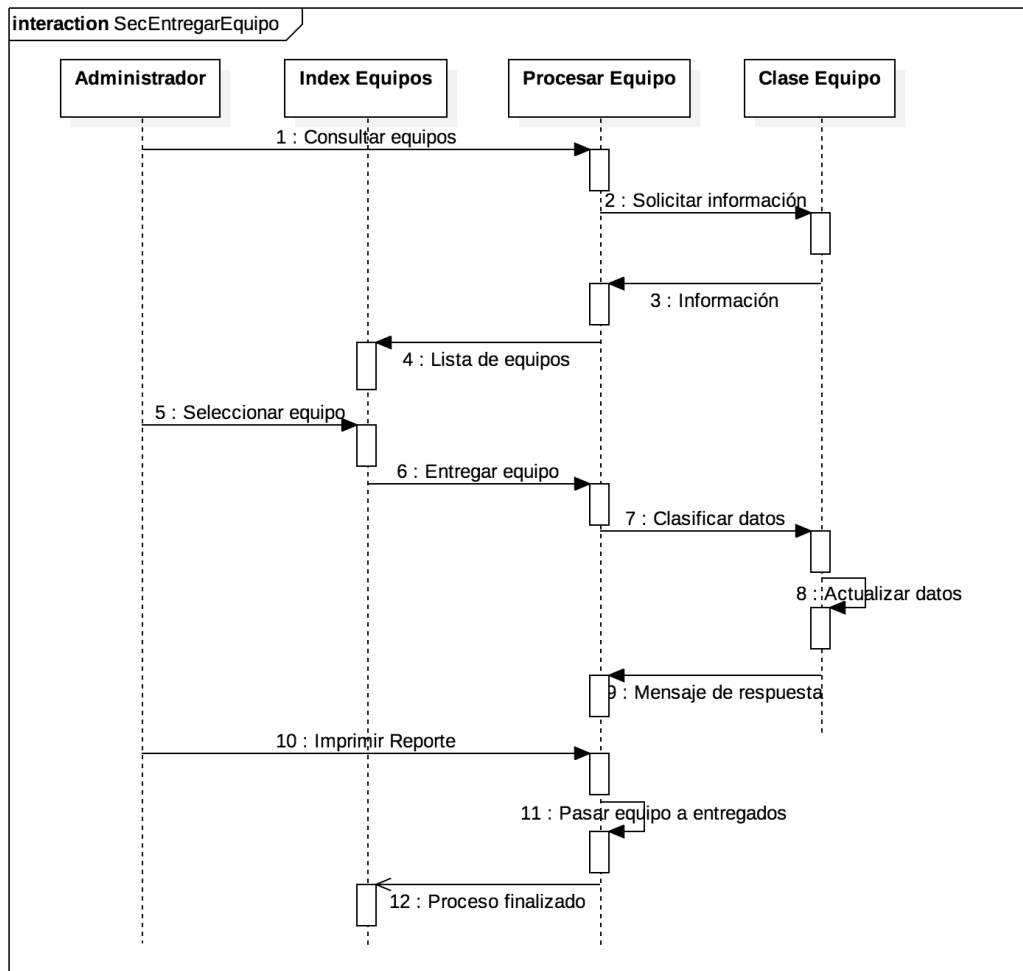 interaction SecEntregarEquipo
Administrador
Index Equipos
Procesar Equipo
Clase Equipo
1 : Consultar equipos
2 : Solicitar información
3 : Información
4 : Lista de equipos
5 : Seleccionar equipo
6 : Entregar equipo
7 : Clasificar datos
8 : Actualizar datos
9 : Mensaje de respuesta
10 : Imprimir Reporte
11 : Pasar equipo a entregados
12 : Proceso finalizado